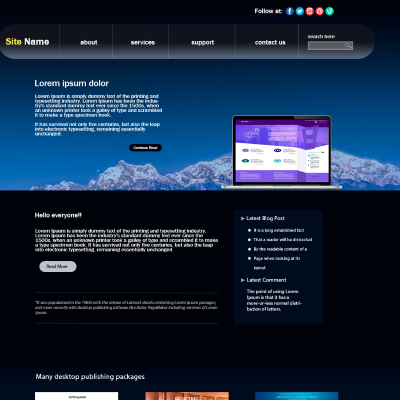 Follow at:
Site Name
about
services
support
contact us
search here
Lorem ipsum dolor
Lorem Ipsum is simply dummy text of the printing and
typesetting industry. Lorem Ipsum has been the indus-
try's standard dummy text ever since the 1500s, when
an unknown printer took a galley of type and scrambled
it to make a type specimen book.
It has survived not only five centuries, but also the leap
into electronic typesetting, remaining essentially
unchanged.
Continue Read
Hello everyone!!
Lorem Ipsum is simply dummy text of the printing and typesetting industry.
Lorem Ipsum has been the industry's standard dummy text ever since the
1500s, when an unknown printer took a galley of type and scrambled it to make
a type specimen book. It has survived not only five centuries, but also the leap
into electronic typesetting, remaining essentially unchanged.
Read More
"It was popularised in the 1960s with the release of Letraset sheets containing Lorem Ipsum passages,
and more recently with desktop publishing software like Aldus PageMaker including versions of Lorem
Ipsum.
Latest Blog Post
It is a long established fact
That a reader will be distracted
By the readable content of a
Page when looking at its
layout.
Latest Comment
The point of using Lorem
Ipsum is that it has a
more-or-less normal distri-
bution of letters.
Many desktop publishing packages